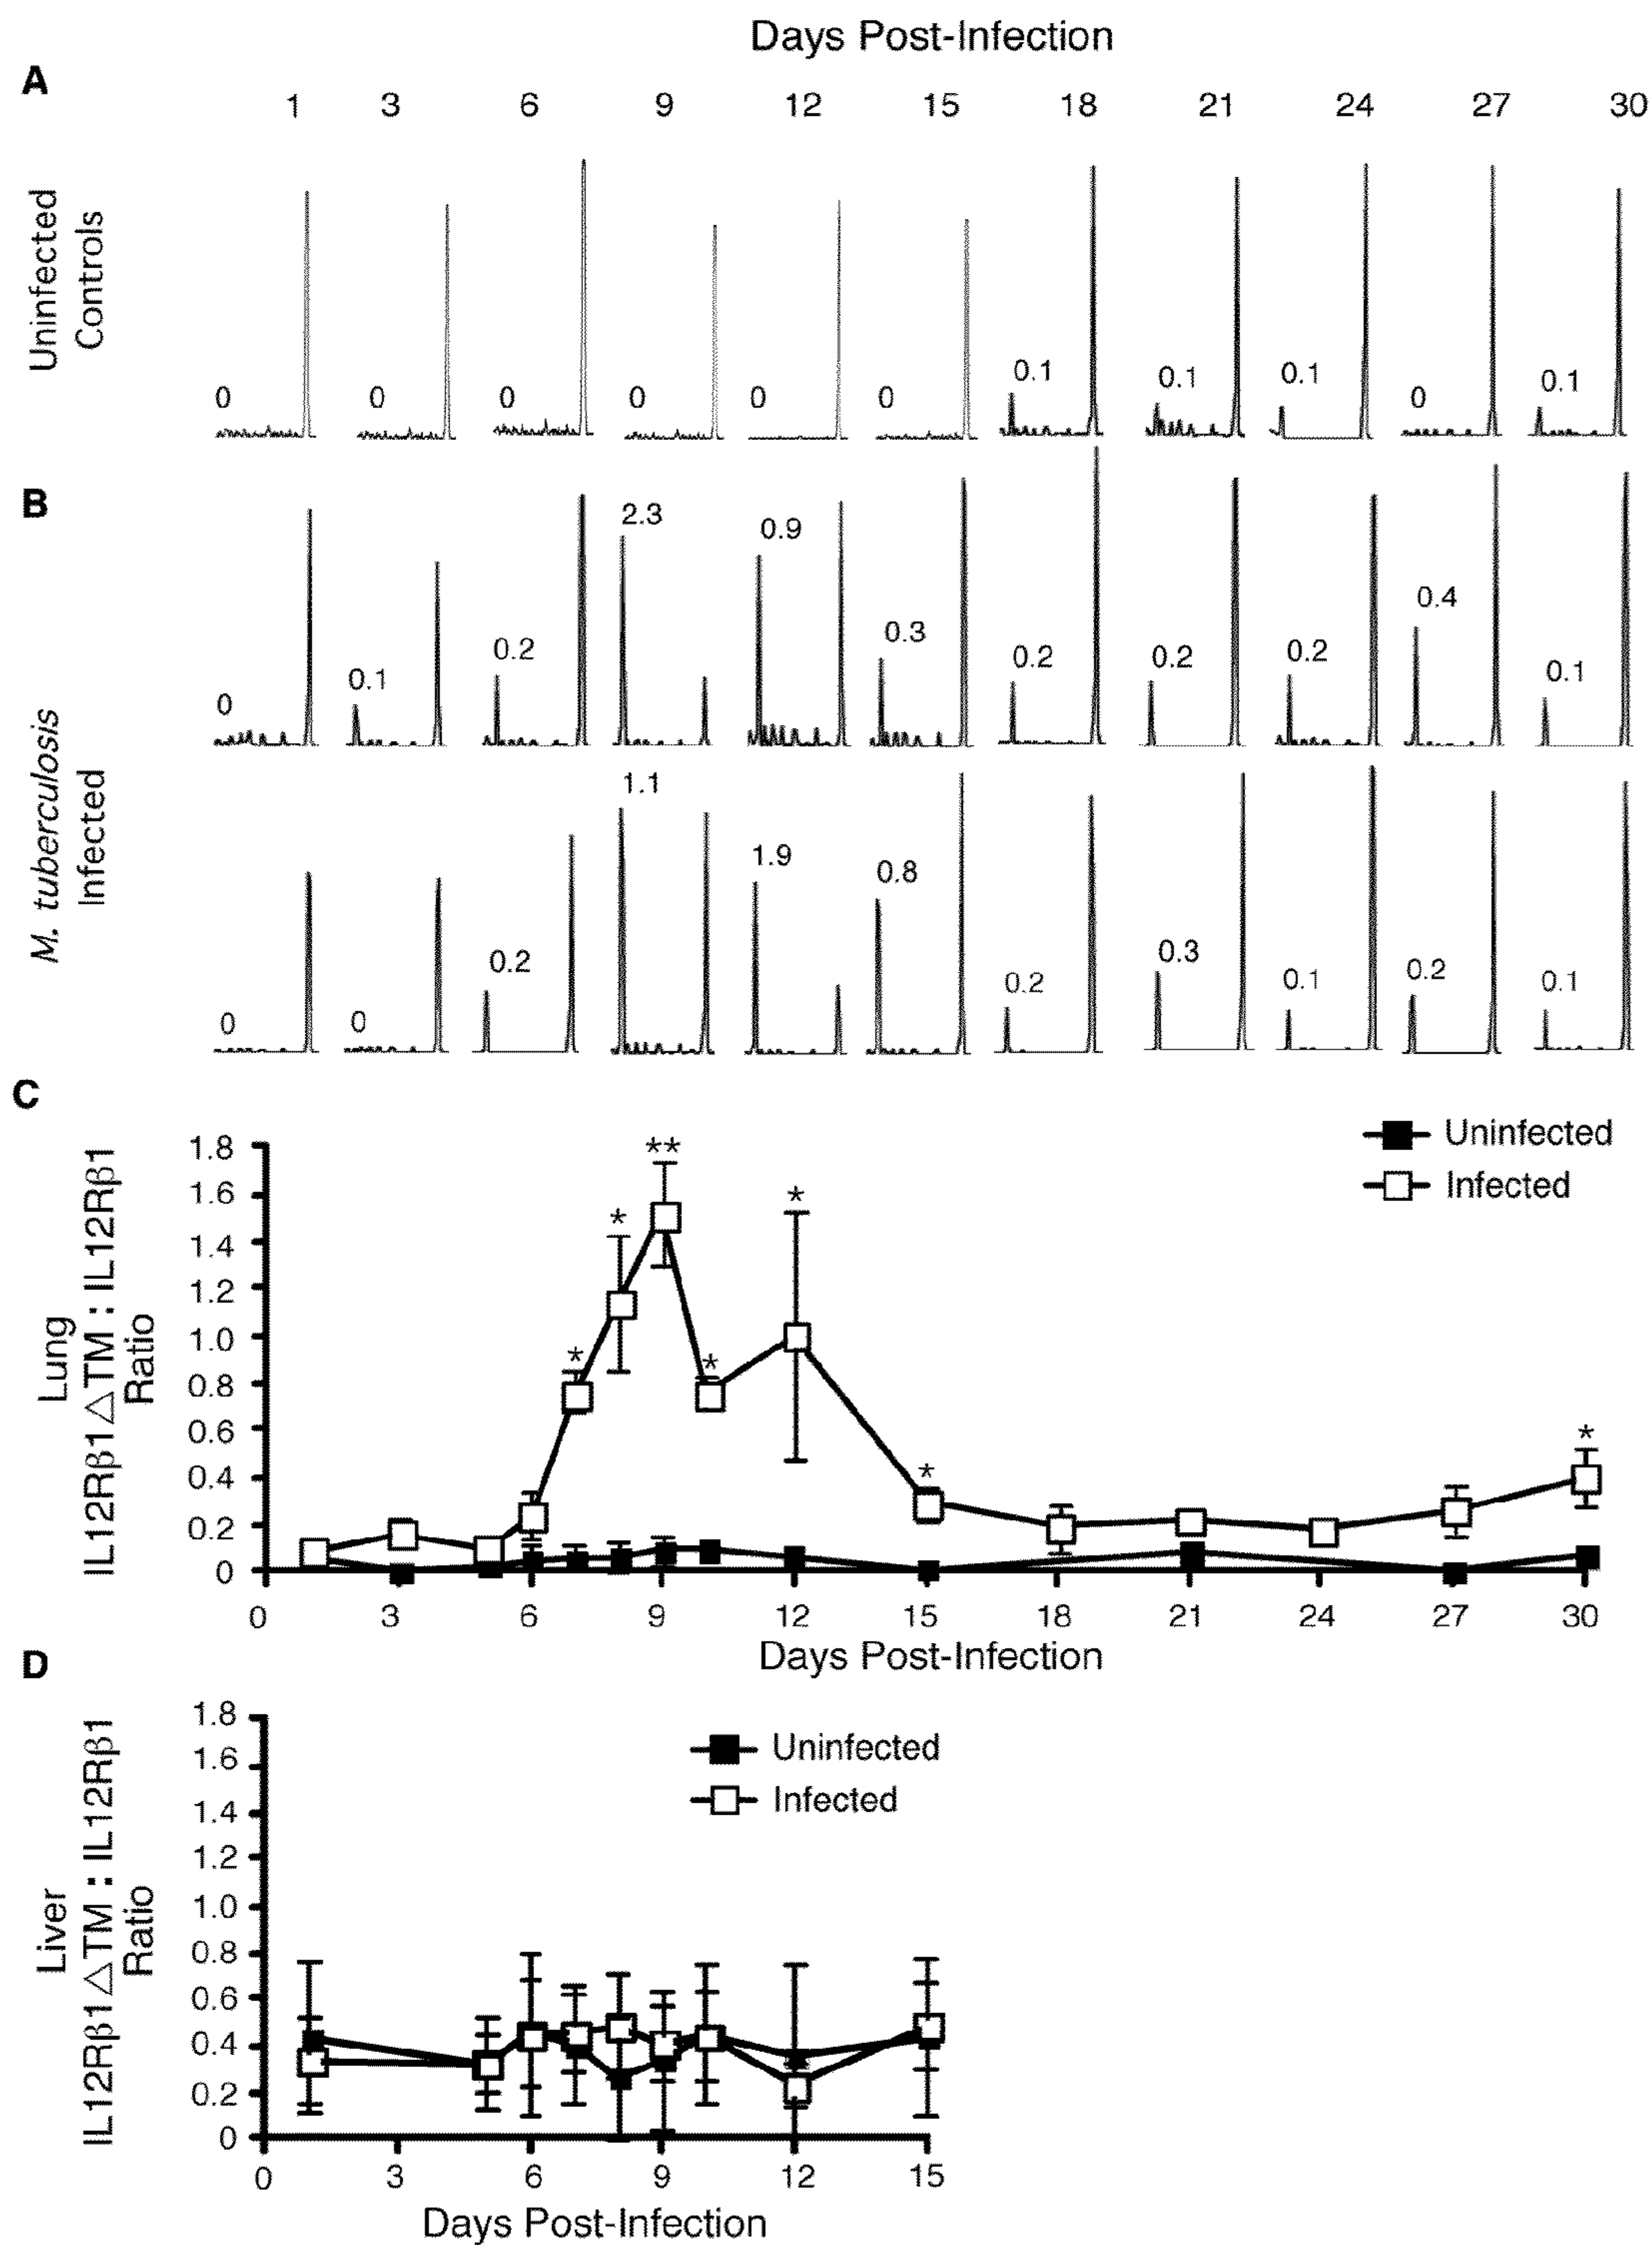 Days Post-Infection
A
1 3 6 9 12 15 18 21 24 27 30
Uninfected
Controls
0 0 0 0 0 0 0.1 0.1 0.1 0 0.1
B
M. tuberculosis
Infected
0 0.1 0.2 2.3 0.9 0.3 0.2 0.2 0.2 0.4 0.1
0 0 0.2 1.1 1.9 0.8 0.2 0.3 0.1 0.2 0.1
C
Lung
IL12Rβ1△TM : IL12Rβ1
Ratio
1.8
1.6
1.4
1.2
1.0
0.8
0.6
0.4
0.2
0
* * ** * * * *
Uninfected
Infected
0 3 6 9 12 15 18 21 24 27 30
Days Post-Infection
D
Liver
IL12Rβ1△TM : IL12Rβ1
Ratio
1.8
1.6
1.4
1.2
1.0
0.8
0.6
0.4
0.2
0
Uninfected
Infected
0 3 6 9 12 15
Days Post-Infection